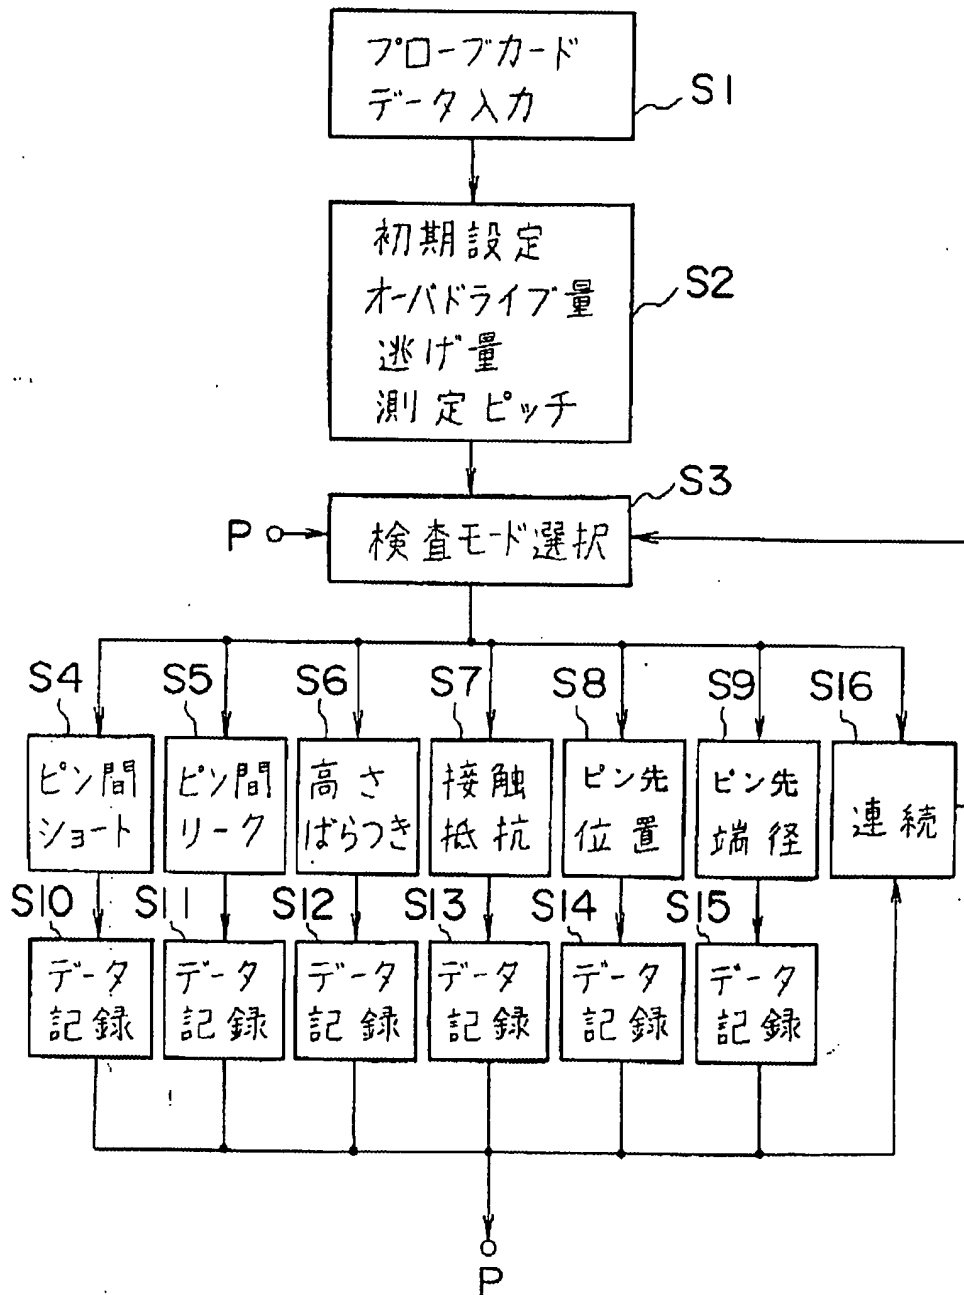 プローブカード
データ入力
S1
初期設定
オーバドライブ量
逃げ量
測定ピッチ
S2
S3
P
検査モード選択
S4
S5
S6
S7
S8
S9
S16
ピン間
ショート
ピン間
リーク
高さ
ばらつき
接触
抵抗
ピン先
位置
ピン先
端径
連続
S10
S11
S12
S13
S14
S15
データ
記録
データ
記録
データ
記録
データ
記録
データ
記録
データ
記録
P